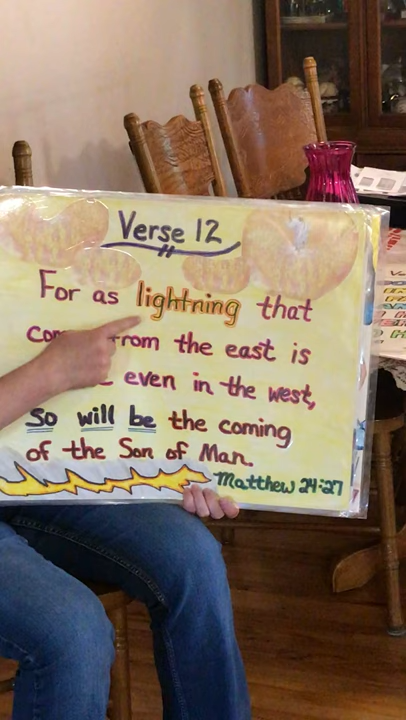 Verse 12
For as lightning that
from the east is
even in the west,
So will be the coming
of the Son of Man.
Matthew 24:27